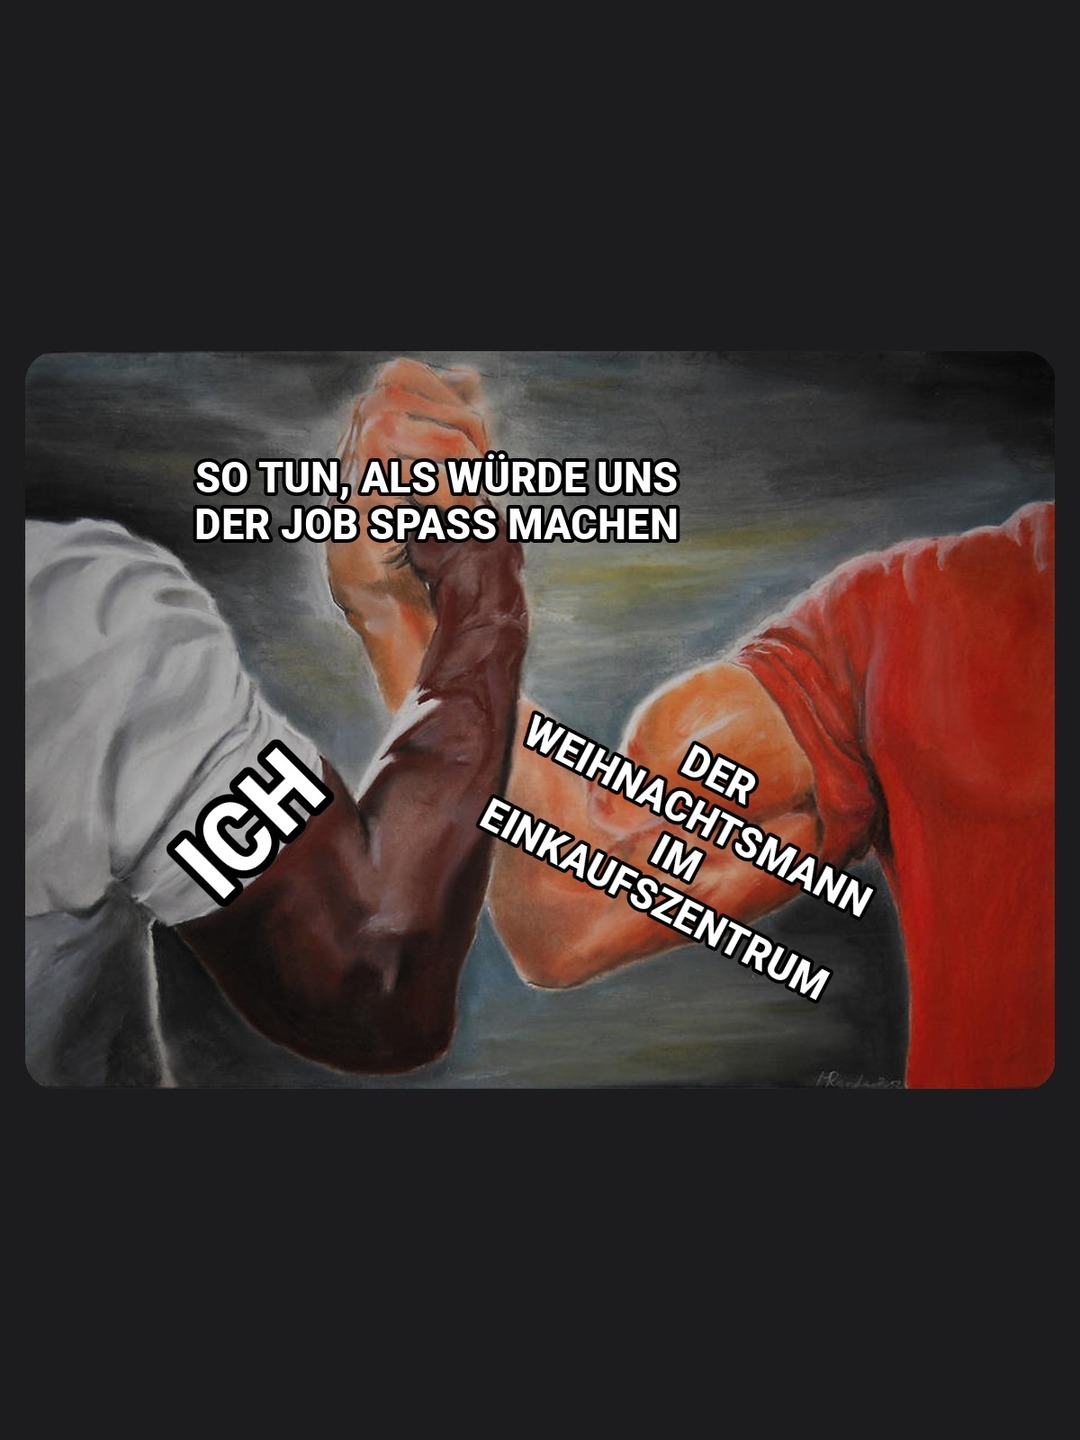 SO TUN, ALS WÜRDE UNS
DER JOB SPASS MACHEN
ICH
DER
WEIHNACHTSMANN
IM
EINKAUFSZENTRUM